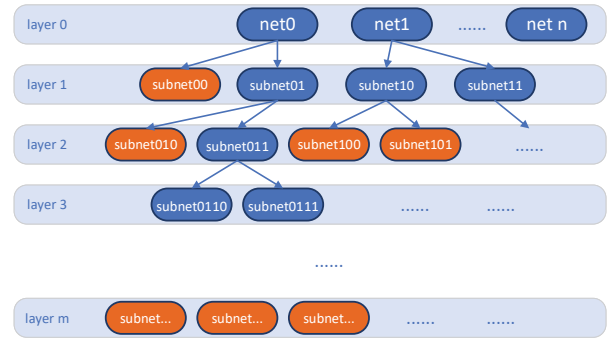 layer 0 net0 net1 ...... net n
layer 1 subnet00 subnet01 subnet10 subnet11
layer 2 subnet010 subnet011 subnet100 subnet101 ......
layer 3 subnet0110 subnet0111 ...... ......
......
layer m subnet... subnet... subnet... ...... ......